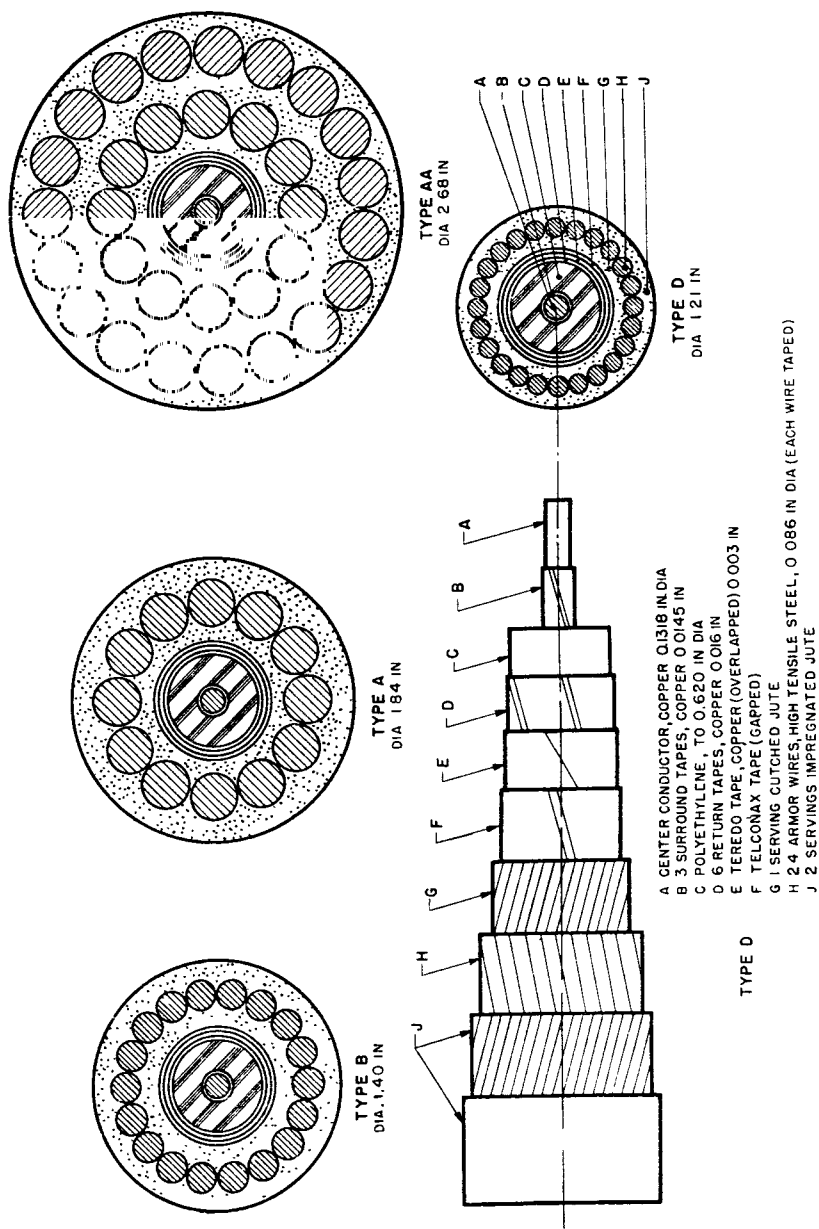 TYPE B
DIA. 1.40 IN
TYPE A
DIA 1 84 IN
TYPE AA
DIA 2 68 IN
J
H
G
F
E
D
C
B
A
A
B
C
D
E
F
G
H
J
TYPE D
DIA 1 21 IN
TYPE D
A CENTER CONDUCTOR, COPPER 0.1318 IN. DIA
B 3 SURROUND TAPES, COPPER 0 0145 IN
C POLYETHYLENE, TO 0.620 IN DIA
D 6 RETURN TAPES, COPPER 0 016 IN
E TEREDO TAPE, COPPER (OVERLAPPED) 0 003 IN
F TELCONAX TAPE (GAPPED)
G 1 SERVING CUTCHED JUTE
H 24 ARMOR WIRES, HIGH TENSILE STEEL, 0 086 IN DIA (EACH WIRE TAPED)
J 2 SERVINGS IMPREGNATED JUTE